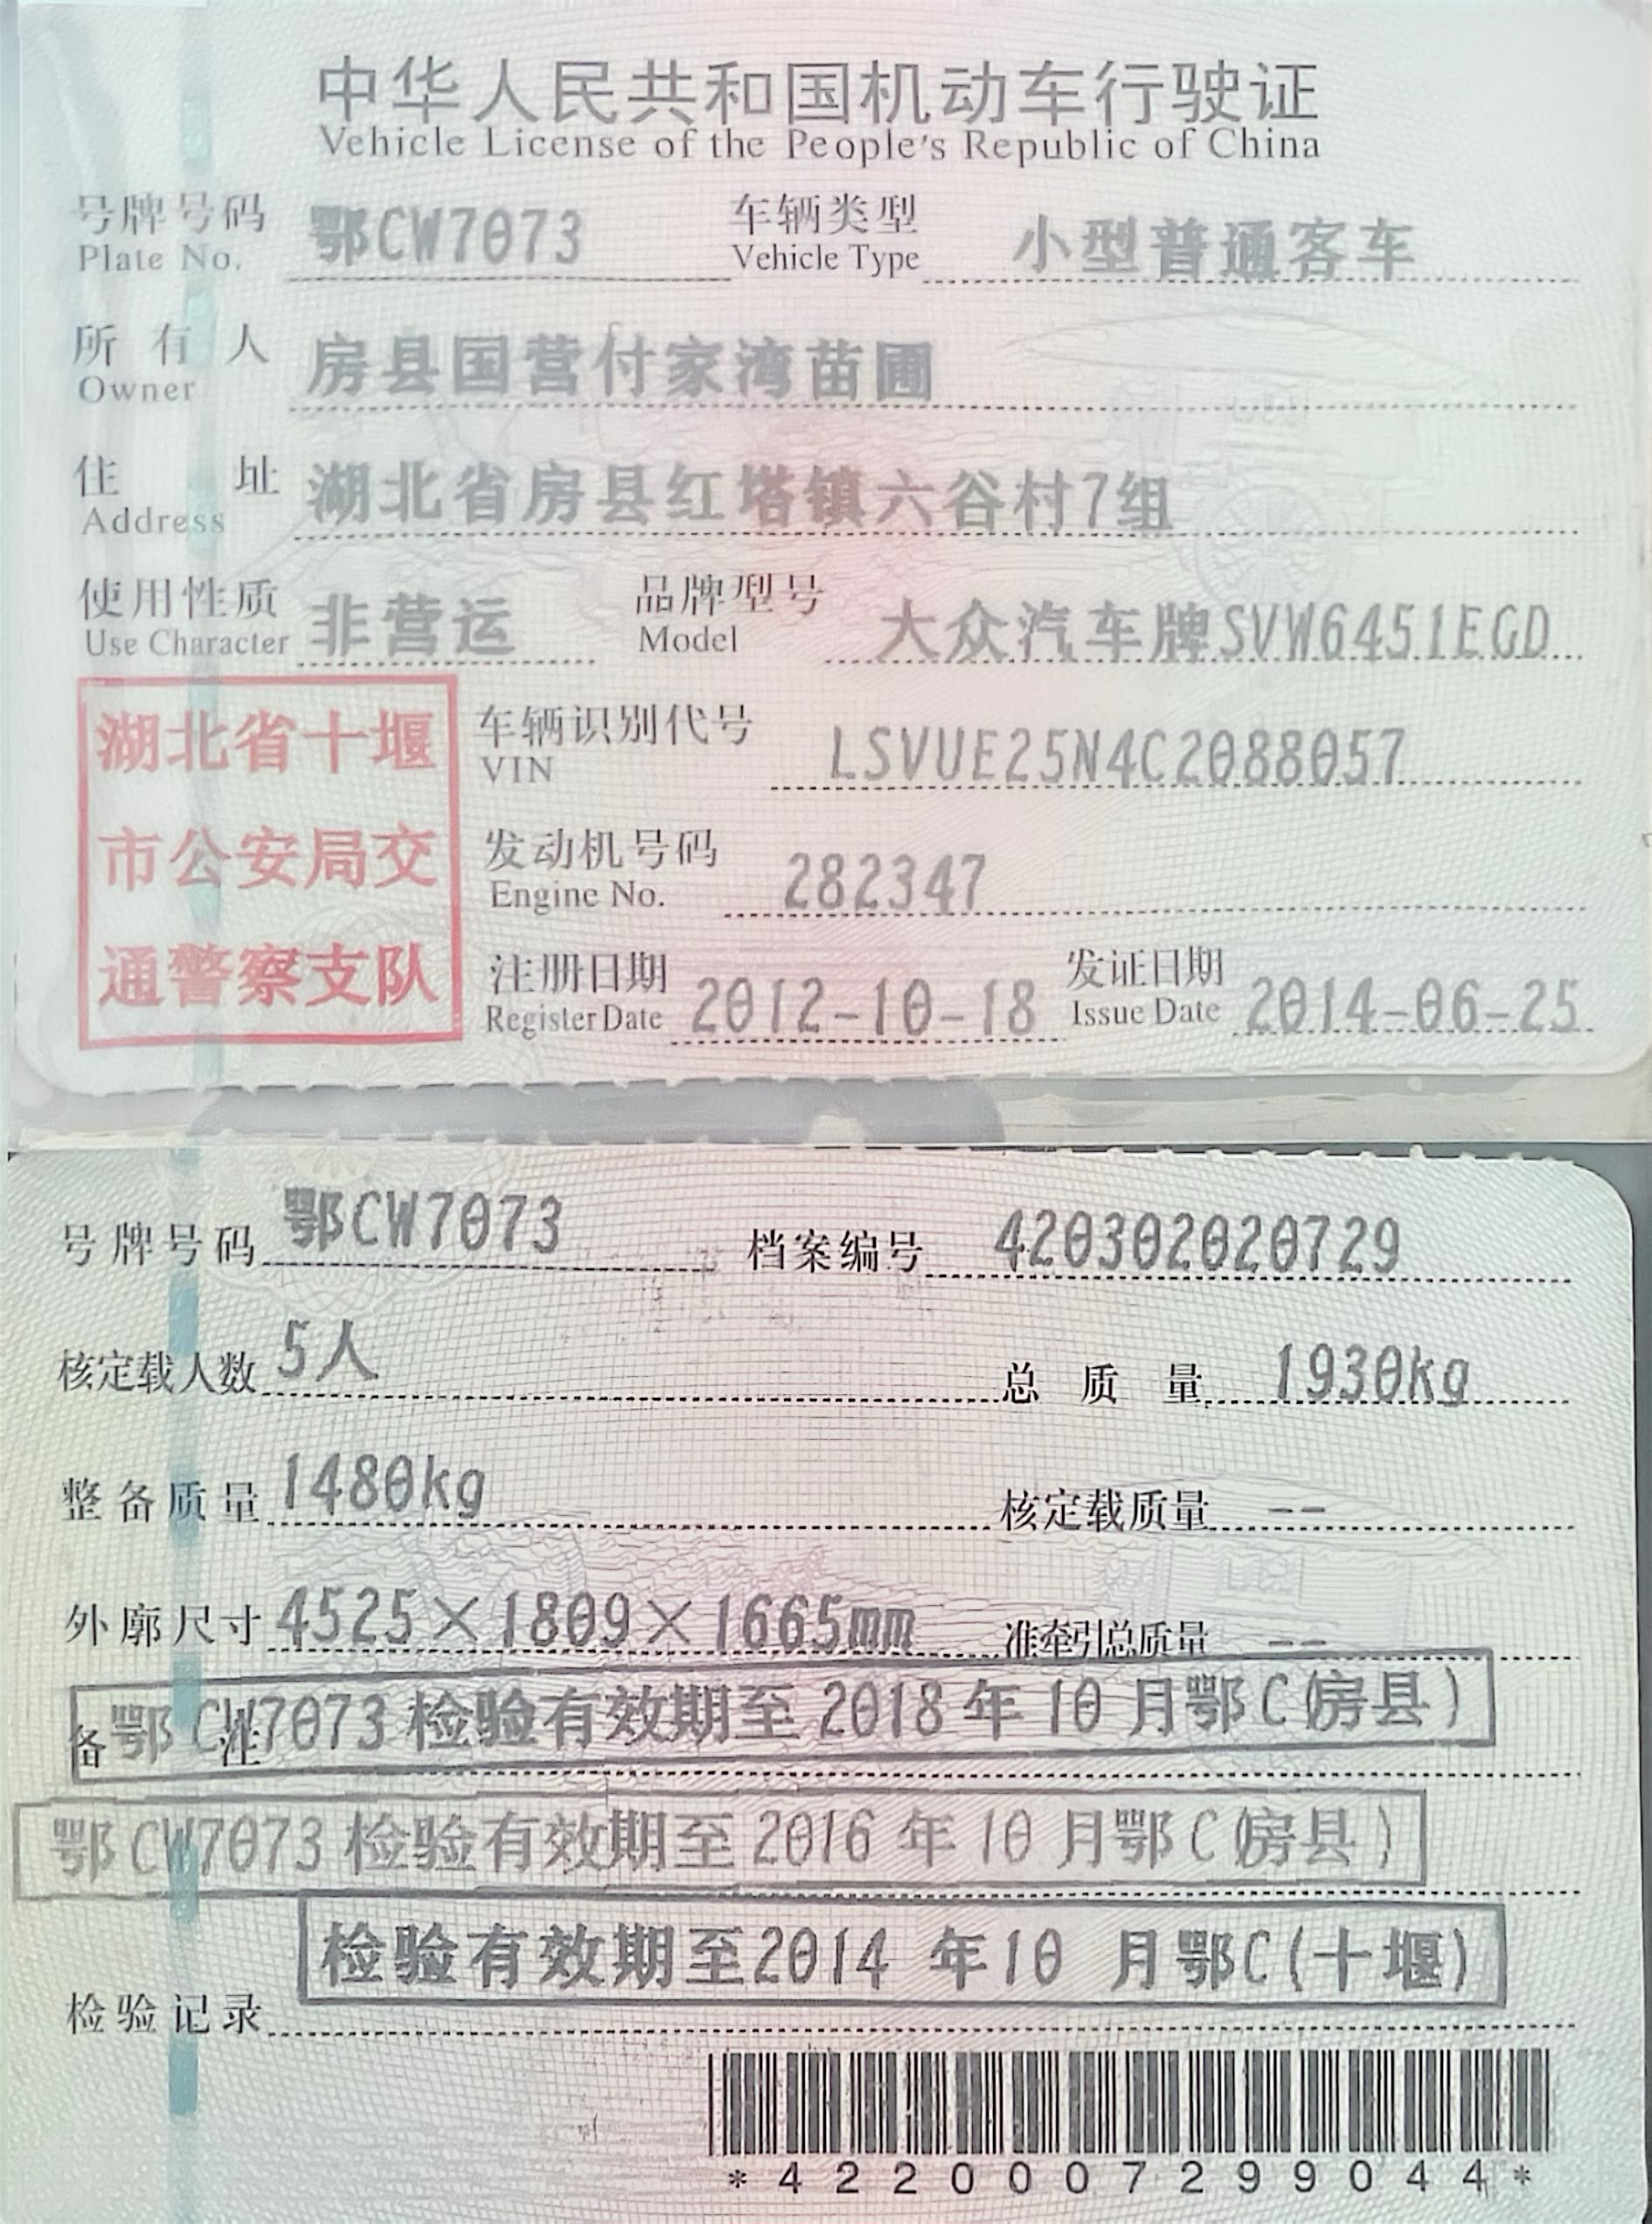 中华人民共和国机动车行驶证
Vehicle License of the People's Republic of China
号牌号码 鄂CW7073 车辆类型 小型普通客车
Plate No. Vehicle Type
所有人 房县国营付家湾苗圃
Owner
住址 湖北省房县红塔镇六谷村7组
Address
使用性质 非营运 品牌型号 大众汽车牌SVW6451EGD
Use Character Model
湖北省十堰
市公安局交
通警察支队
车辆识别代号 LSVUE25N4C2088057
VIN
发动机号码 282347
Engine No.
注册日期 2012-10-18 发证日期 2014-06-25
Register Date Issue Date
号牌号码 鄂CW7073 档案编号 420302020729
核定载人数 5人 总质量 1930kg
整备质量 1480kg 核定载质量 --
外廓尺寸 4525×1809×1665mm 准牵引总质量 --
备注 鄂CW7073检验有效期至2018年10月鄂C(房县)
鄂CW7073检验有效期至2016年10月鄂C(房县)
检验有效期至2014年10月鄂C(十堰)
检验记录
*4220007299044*